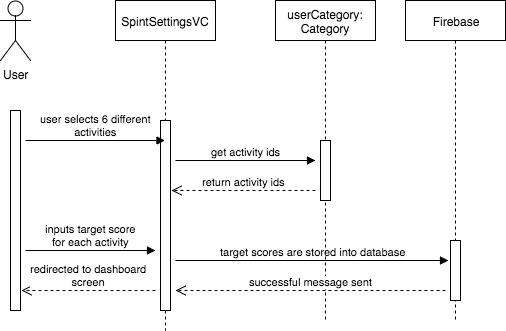 SpintSettingsVC
userCategory:
Category
Firebase
User
user selects 6 different
activities
get activity ids
return activity ids
inputs target score
for each activity
target scores are stored into database
redirected to dashboard
screen
successful message sent